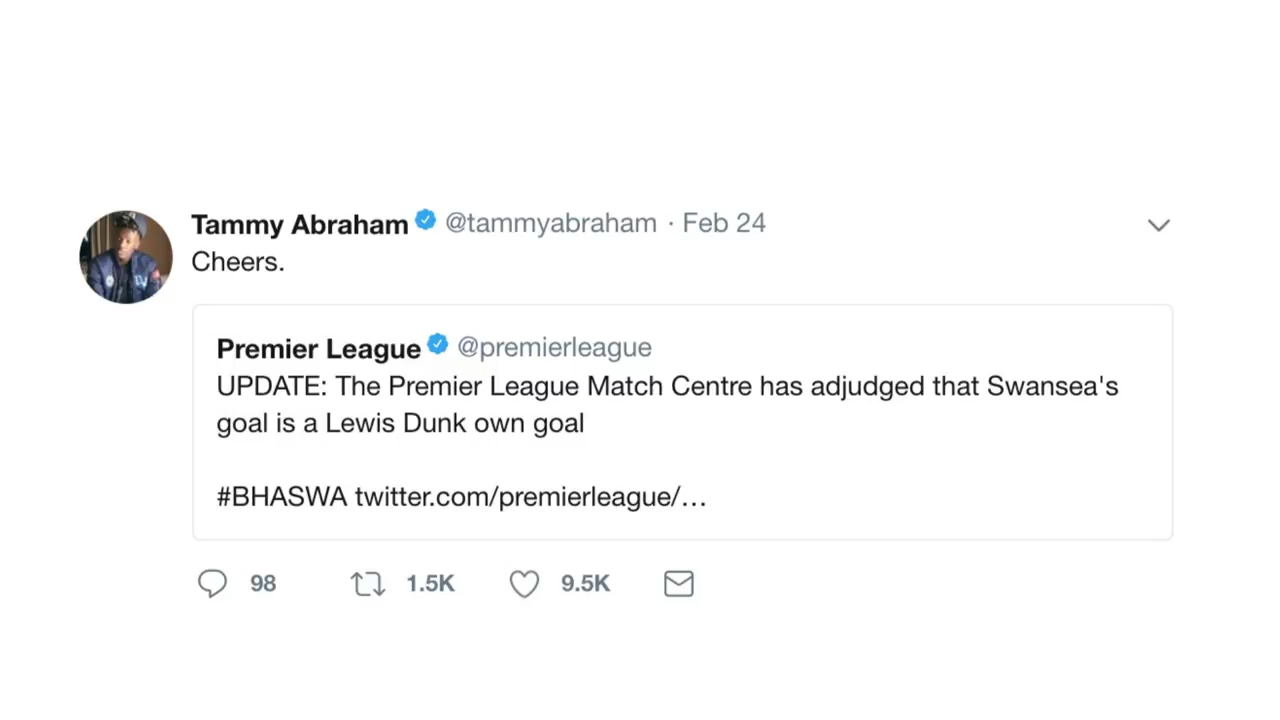 Tammy Abraham @tammyabraham · Feb 24
Cheers.
Premier League @premierleague
UPDATE: The Premier League Match Centre has adjudged that Swansea's
goal is a Lewis Dunk own goal
#BHASWA twitter.com/premierleague/…
98 1.5K 9.5K